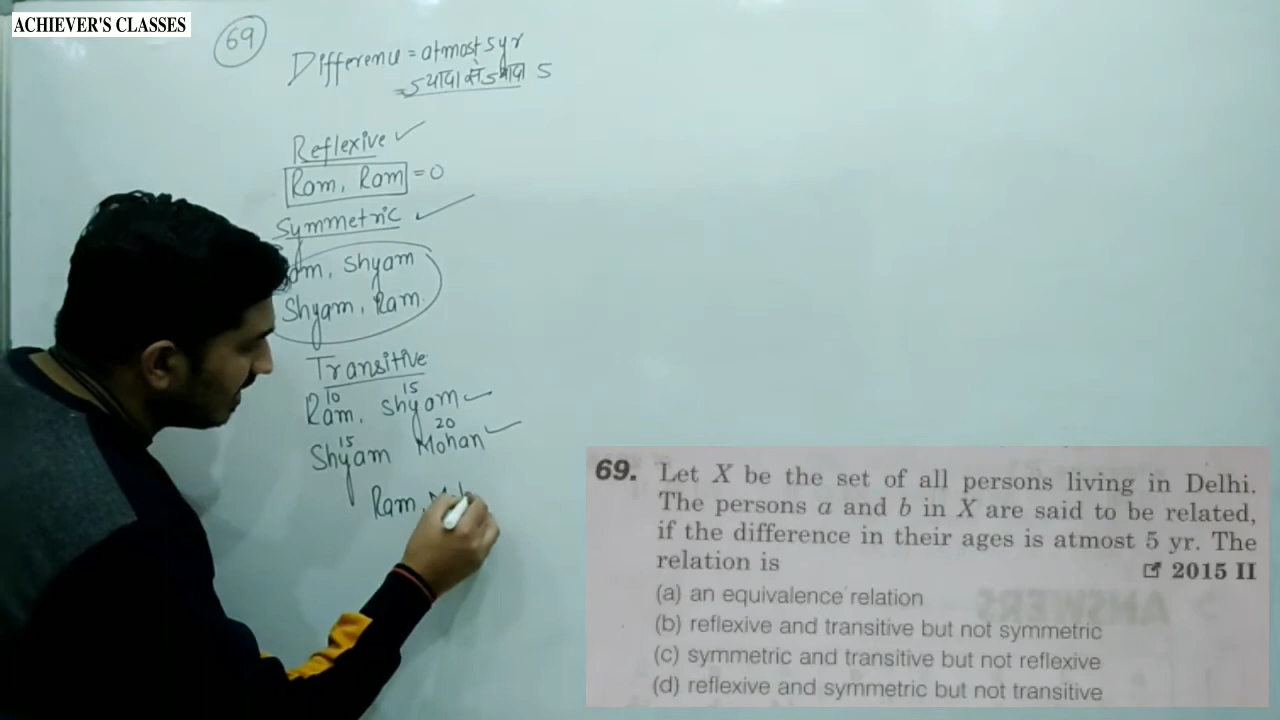 ACHIEVER'S CLASSES
69
Difference = atmost 5 yr
= ज्यादा से ज्यादा 5
Reflexive ✓
Ram, Ram = 0
Symmetric ✓
Shyam
Shyam, Ram
Transitive
10 15
Ram, Shyam ✓
15 20
Shyam Mohan ✓
Ram,
69. Let X be the set of all persons living in Delhi.
The persons a and b in X are said to be related,
if the difference in their ages is atmost 5 yr. The
relation is 2015 II
(a) an equivalence relation
(b) reflexive and transitive but not symmetric
(c) symmetric and transitive but not reflexive
(d) reflexive and symmetric but not transitive